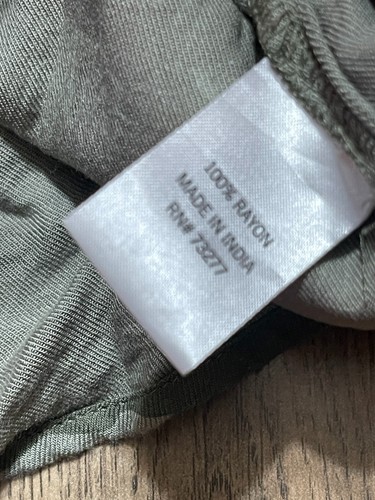 100% RAYON
MADE IN INDIA
RN# 73277